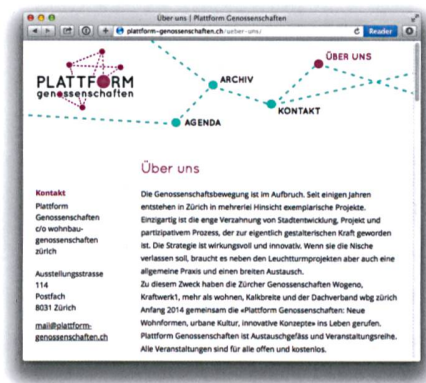 Über uns | Plattform Genossenschaften
plattform-genossenschaften.ch/ueber-uns/
Reader
PLATTFORM
genossenschaften
ÜBER UNS
ARCHIV
KONTAKT
AGENDA
Über uns
Kontakt
Plattform
Genossenschaften
c/o wohnbau-
genossenschaften
zürich
Ausstellungsstrasse
114
Postfach
8031 Zürich
mail@plattform-
genossenschaften.ch
Die Genossenschaftsbewegung ist im Aufbruch. Seit einigen Jahren
entstehen in Zürich in mehrerlei Hinsicht exemplarische Projekte.
Einzigartig ist die enge Verzahnung von Stadtentwicklung, Projekt und
partizipativem Prozess, der zur eigentlich gestalterischen Kraft geworden
ist. Die Strategie ist wirkungsvoll und innovativ. Wenn sie die Nische
verlassen soll, braucht es neben den Leuchtturmprojekten aber auch eine
allgemeine Praxis und einen breiten Austausch.
Zu diesem Zweck haben die Zürcher Genossenschaften Wogeno,
Kraftwerk1, mehr als wohnen, Kalkbreite und der Dachverband wbg zürich
Anfang 2014 gemeinsam die «Plattform Genossenschaften: Neue
Wohnformen, urbane Kultur, innovative Konzepte» ins Leben gerufen.
Plattform Genossenschaften ist Austauschgefäss und Veranstaltungsreihe.
Alle Veranstaltungen sind für alle offen und kostenlos.